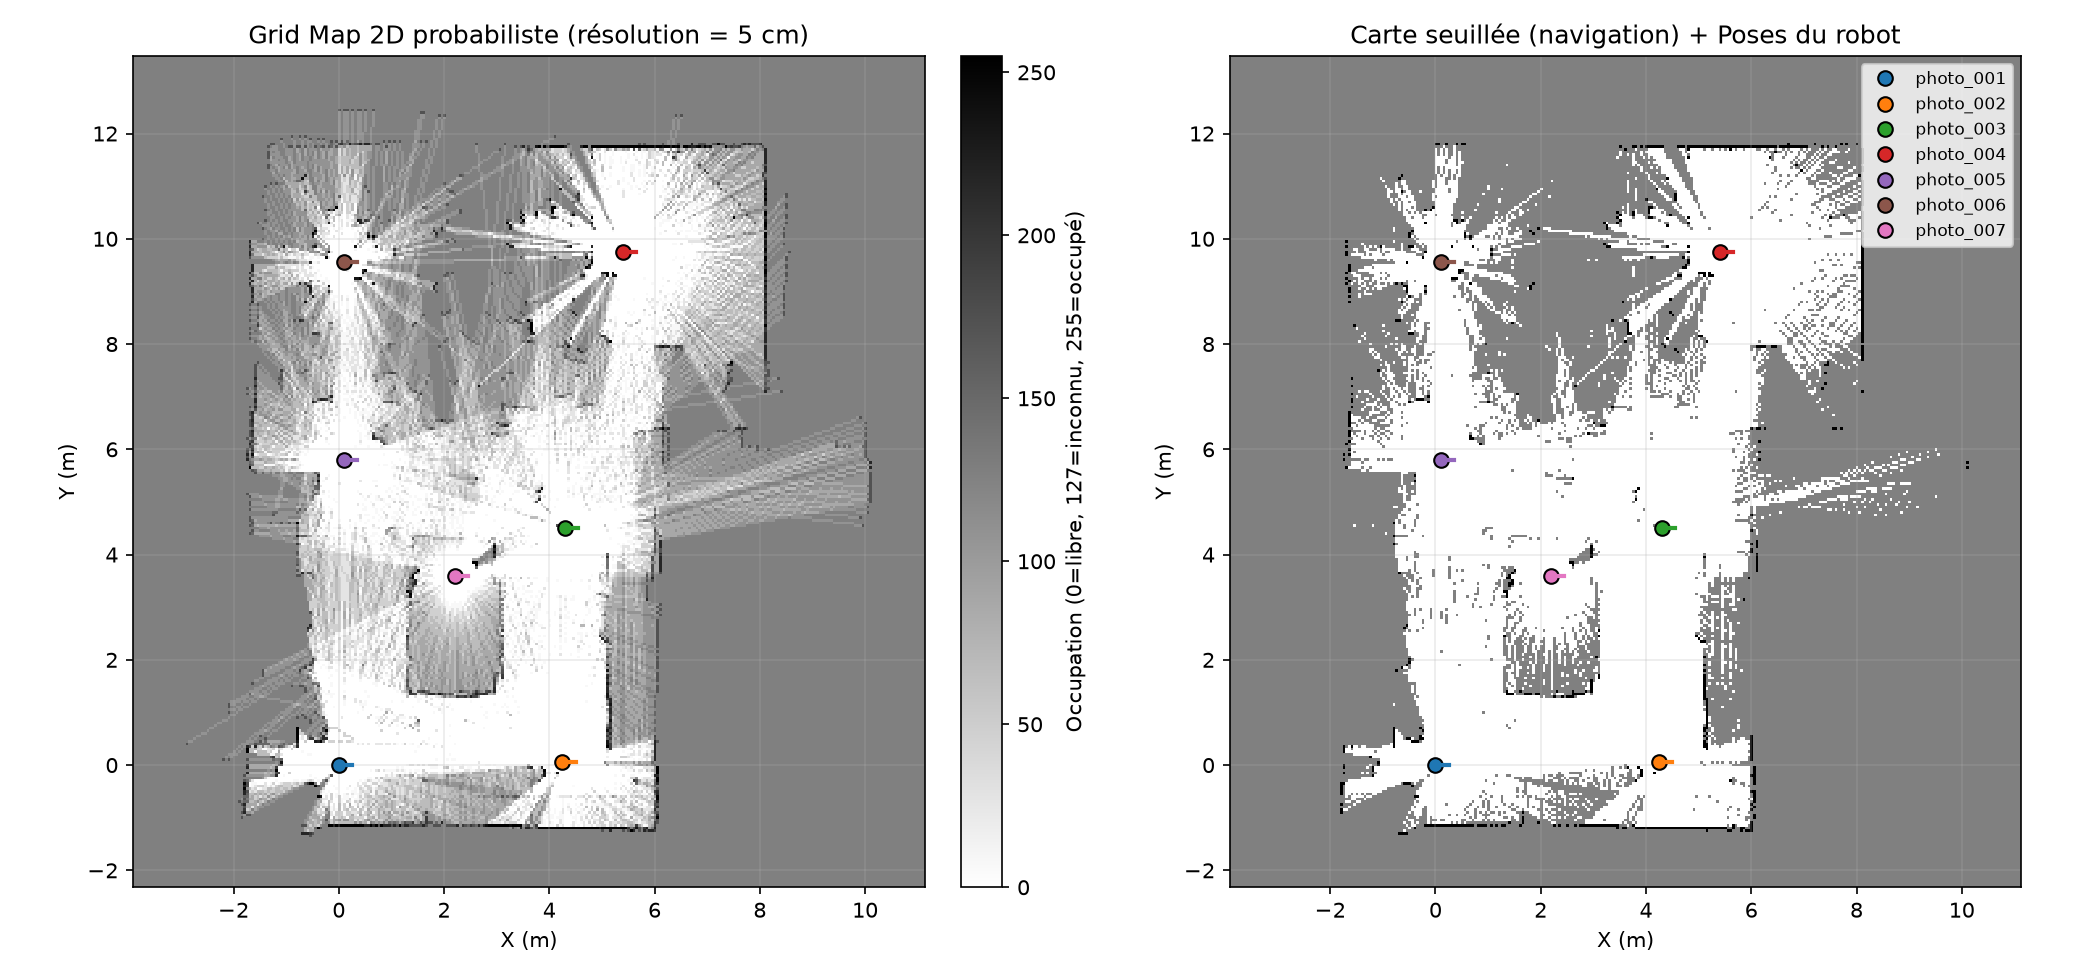 Grid Map 2D probabiliste (résolution = 5 cm)
12
10
8
6
4
2
0
−2
Y (m)
−2
0
2
4
6
8
10
X (m)
250
200
150
100
50
0
Occupation (0=libre, 127=inconnu, 255=occupé)
Carte seuillée (navigation) + Poses du robot
photo_001
photo_002
photo_003
photo_004
photo_005
photo_006
photo_007
12
10
8
6
4
2
0
−2
Y (m)
−2
0
2
4
6
8
10
X (m)